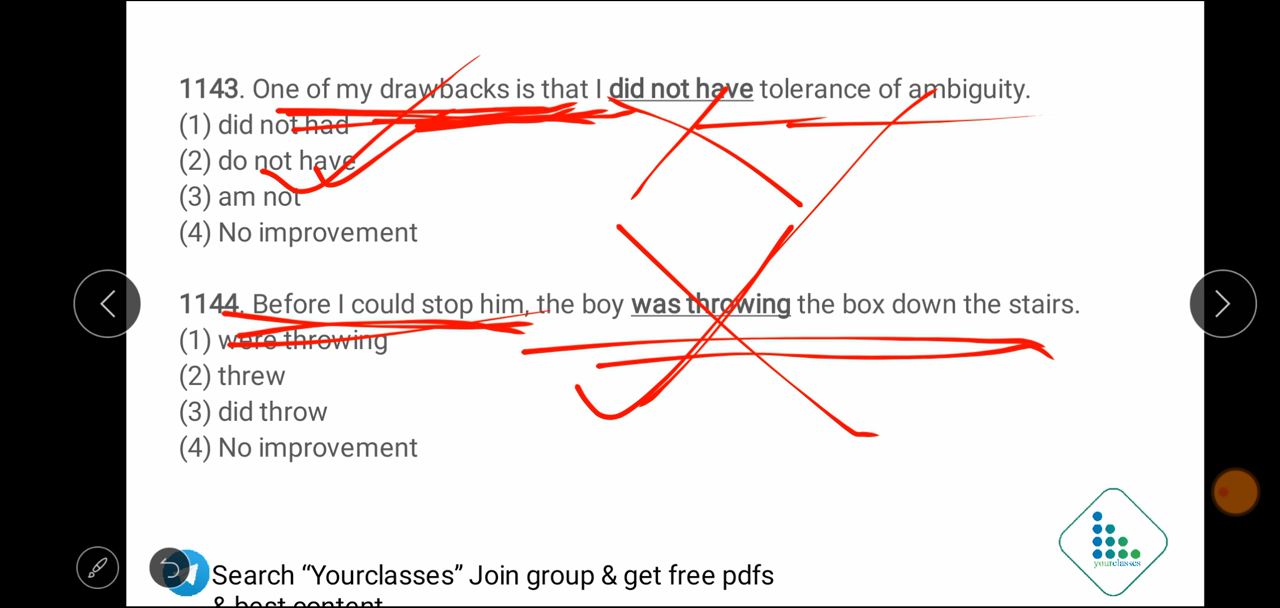 1143. One of my drawbacks is that I did not have tolerance of ambiguity.
(1) did not had
(2) do not have
(3) am not
(4) No improvement
1144. Before I could stop him, the boy was throwing the box down the stairs.
(1) were throwing
(2) threw
(3) did throw
(4) No improvement
yourclasses
Search “Yourclasses” Join group & get free pdfs
& best content